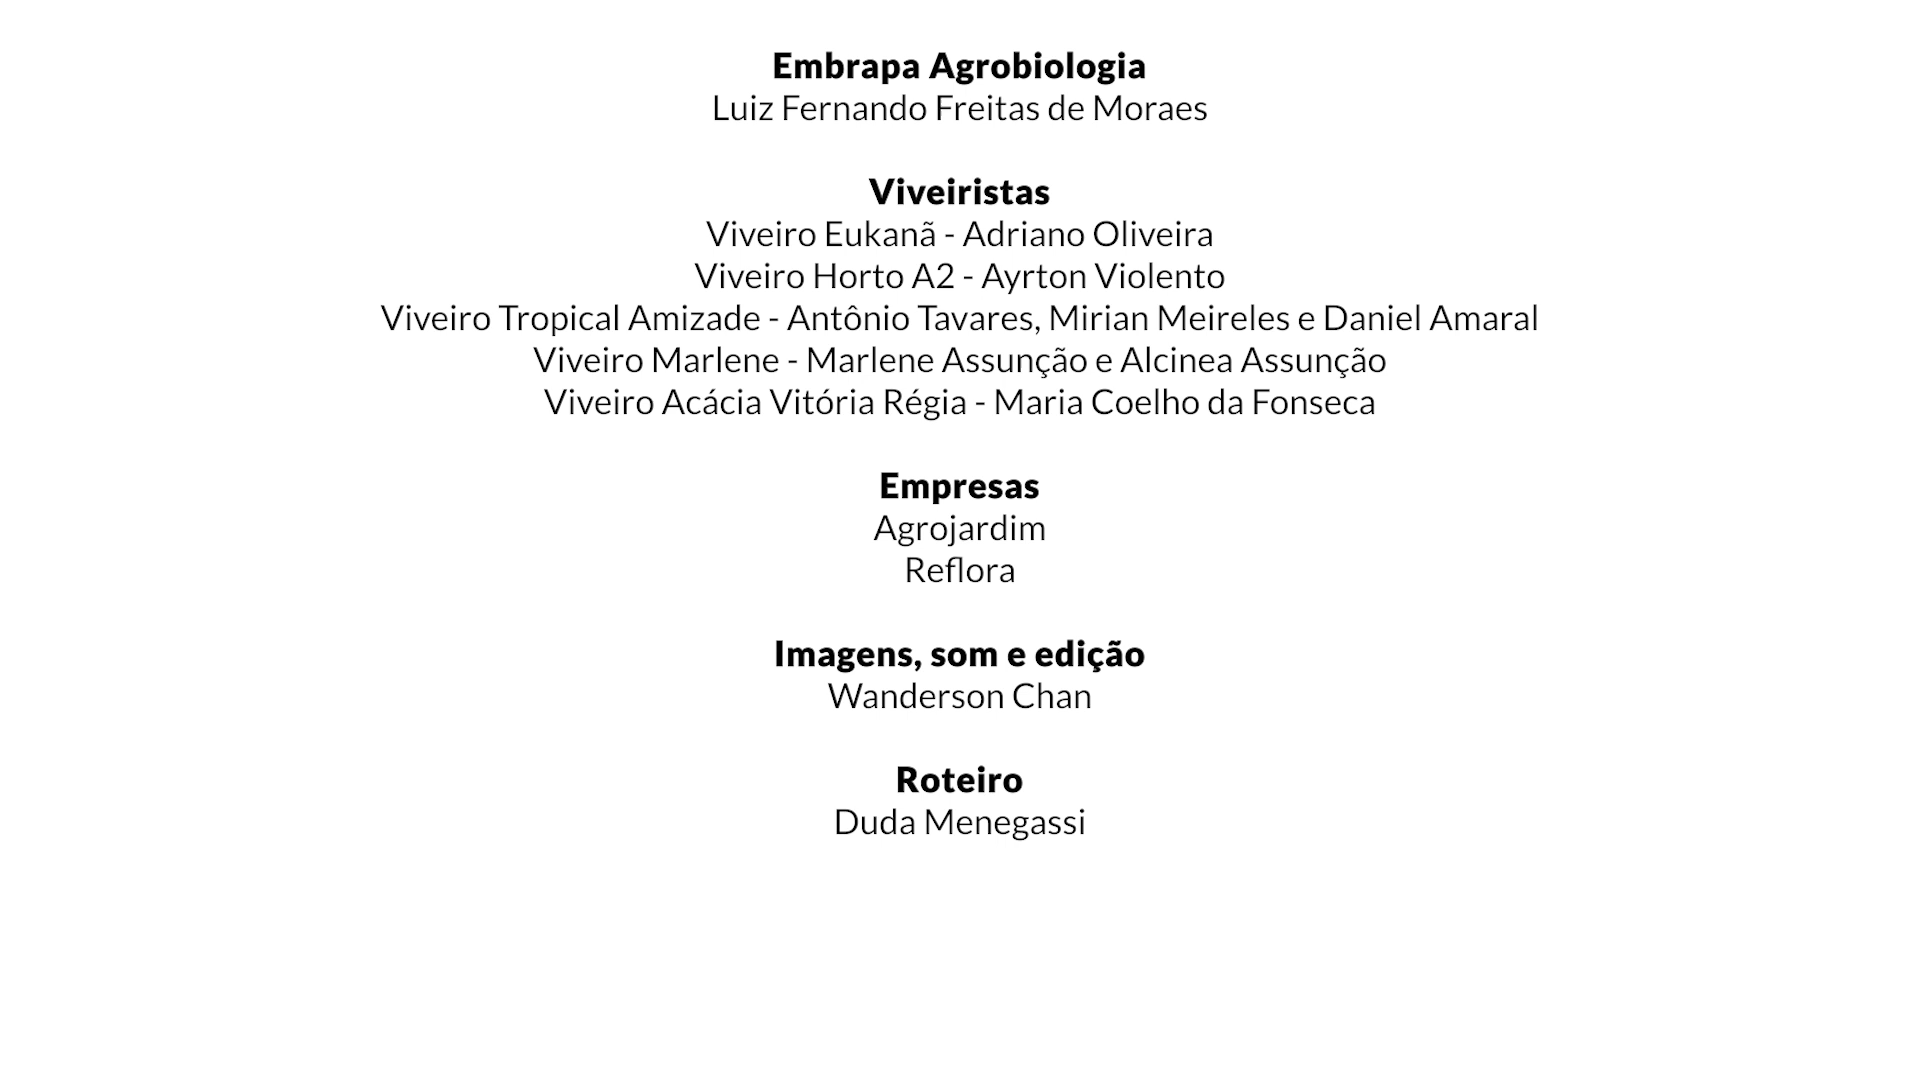 Embrapa Agrobiologia
Luiz Fernando Freitas de Moraes
Viveiristas
Viveiro Eukanã - Adriano Oliveira
Viveiro Horto A2 - Ayrton Violento
Viveiro Tropical Amizade - Antônio Tavares, Mirian Meireles e Daniel Amaral
Viveiro Marlene - Marlene Assunção e Alcinea Assunção
Viveiro Acácia Vitória Régia - Maria Coelho da Fonseca
Empresas
Agrojardim
Reflora
Imagens, som e edição
Wanderson Chan
Roteiro
Duda Menegassi